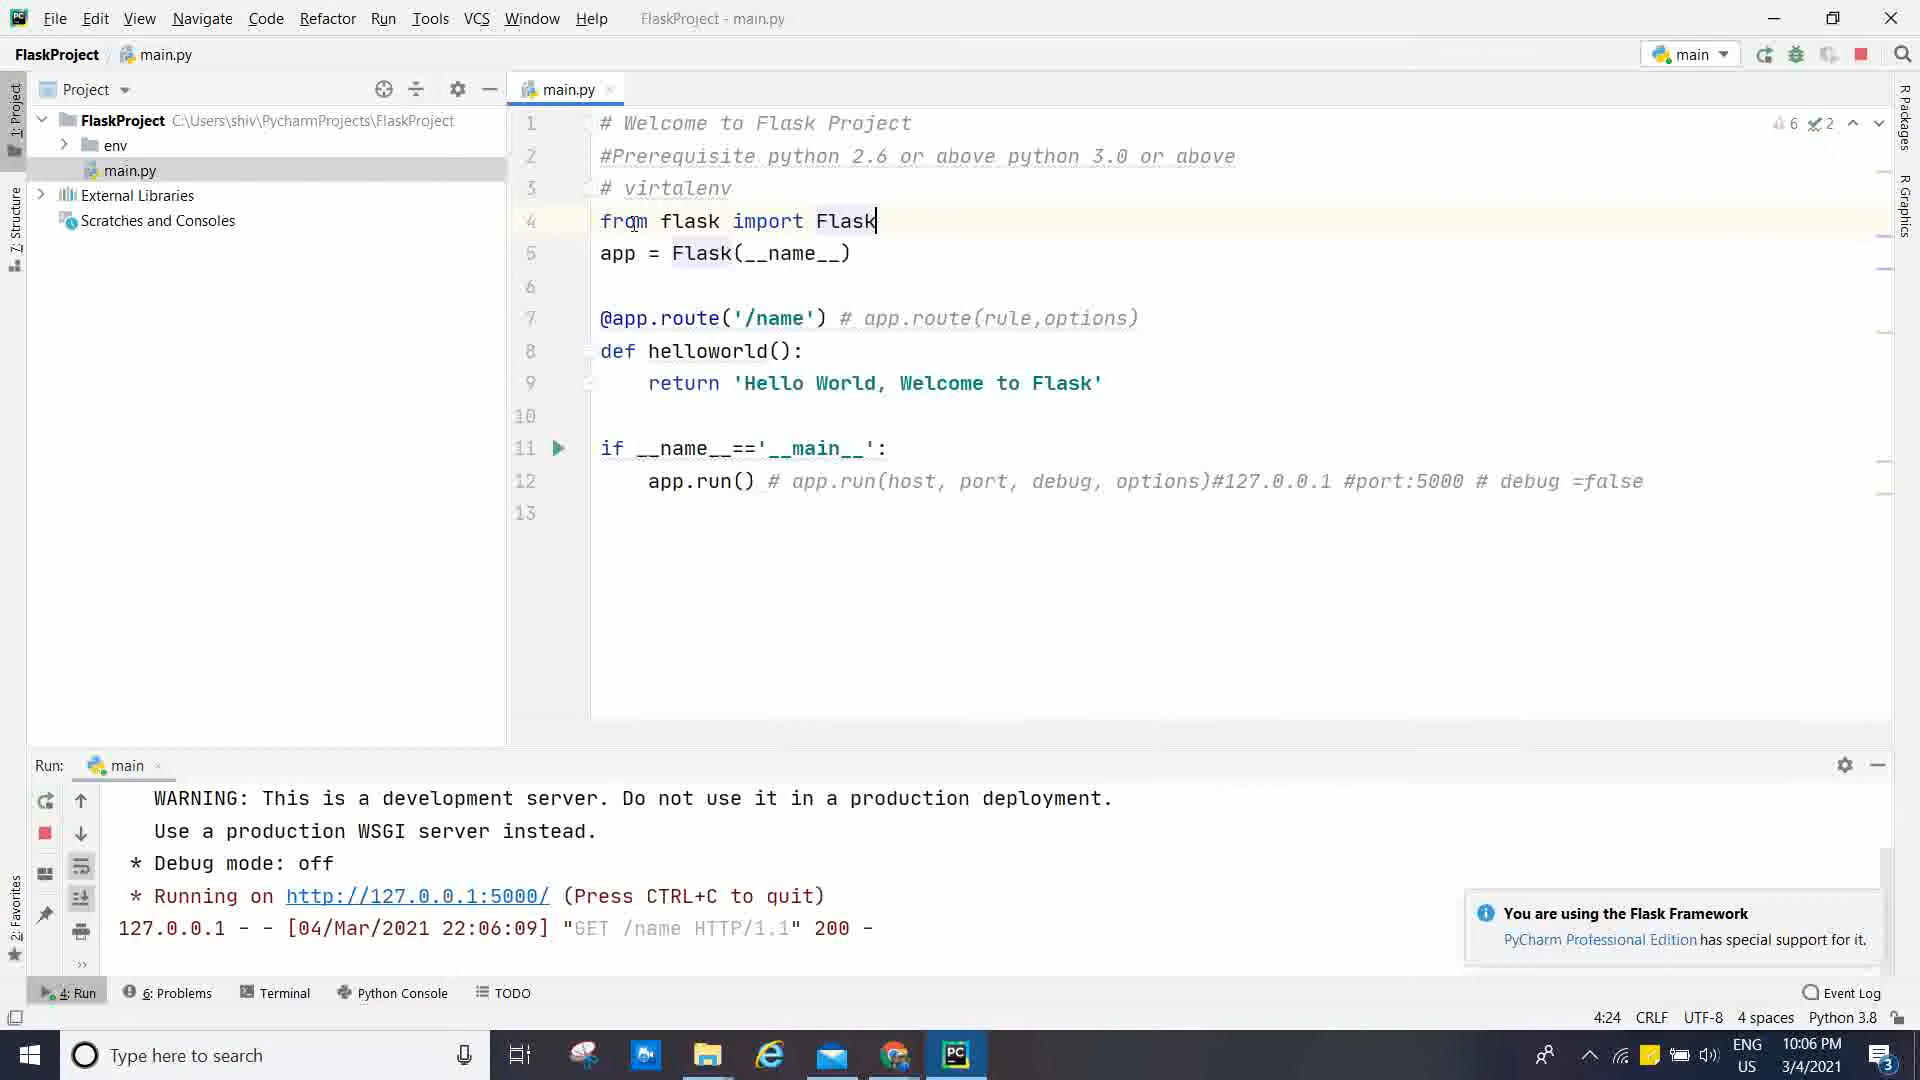 File Edit View Navigate Code Refactor Run Tools VCS Window Help FlaskProject - main.py
FlaskProject main.py main
Project
main.py
FlaskProject C:\Users\shiv\PycharmProjects\FlaskProject
env
main.py
External Libraries
Scratches and Consoles
1: Project
7: Structure
2: Favorites
R Packages
R Graphics
6 2
1 # Welcome to Flask Project
2 #Prerequisite python 2.6 or above python 3.0 or above
3 # virtalenv
4 from flask import Flask
5 app = Flask(__name__)
6
7 @app.route('/name') # app.route(rule,options)
8 def helloworld():
9 return 'Hello World, Welcome to Flask'
10
11 if __name__=='__main__':
12 app.run() # app.run(host, port, debug, options)#127.0.0.1 #port:5000 # debug =false
13
Run: main
WARNING: This is a development server. Do not use it in a production deployment.
Use a production WSGI server instead.
* Debug mode: off
* Running on http://127.0.0.1:5000/ (Press CTRL+C to quit)
127.0.0.1 - - [04/Mar/2021 22:06:09] "GET /name HTTP/1.1" 200 -
You are using the Flask Framework
PyCharm Professional Edition has special support for it.
4: Run 6: Problems Terminal Python Console TODO Event Log
4:24 CRLF UTF-8 4 spaces Python 3.8
Type here to search
PC
ENG
US
10:06 PM
3/4/2021
3